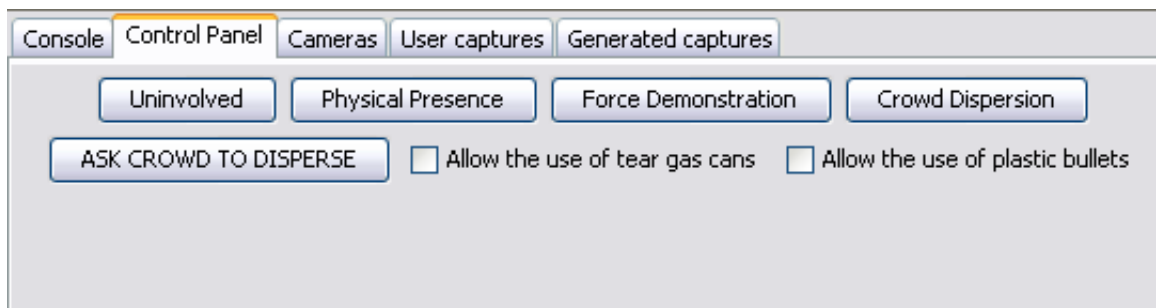 Console Control Panel Cameras User captures Generated captures
Uninvolved Physical Presence Force Demonstration Crowd Dispersion
ASK CROWD TO DISPERSE Allow the use of tear gas cans Allow the use of plastic bullets